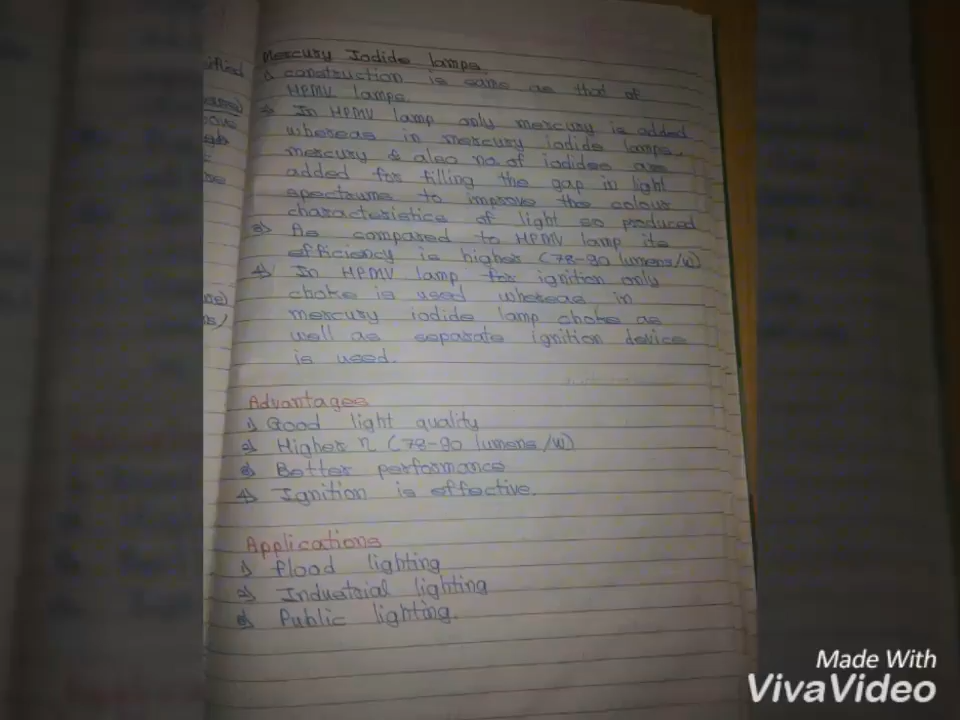 ified
Mercury Iodide lamps
1) construction is same as that of
HPMV lamps.
2) In HPMV lamp only mercury is added
whereas in mercury iodide lamps,
mercury & also no. of iodides are
added for filling the gap in light
spectrums to improve the colour
characteristics of light so produced
3) As compared to HPMV lamp its
efficiency is higher (78-90 lumens/w)
4) In HPMV lamp for ignition only
choke is used whereas in
mercury iodide lamp choke as
well as separate ignition device
is used.
Advantages
1) Good light quality
2) Higher η (78-90 lumens/w)
3) Better performance
4) Ignition is effective.
Applications
1) flood lighting
2) Industrial lighting
3) Public lighting.
Made With
VivaVideo